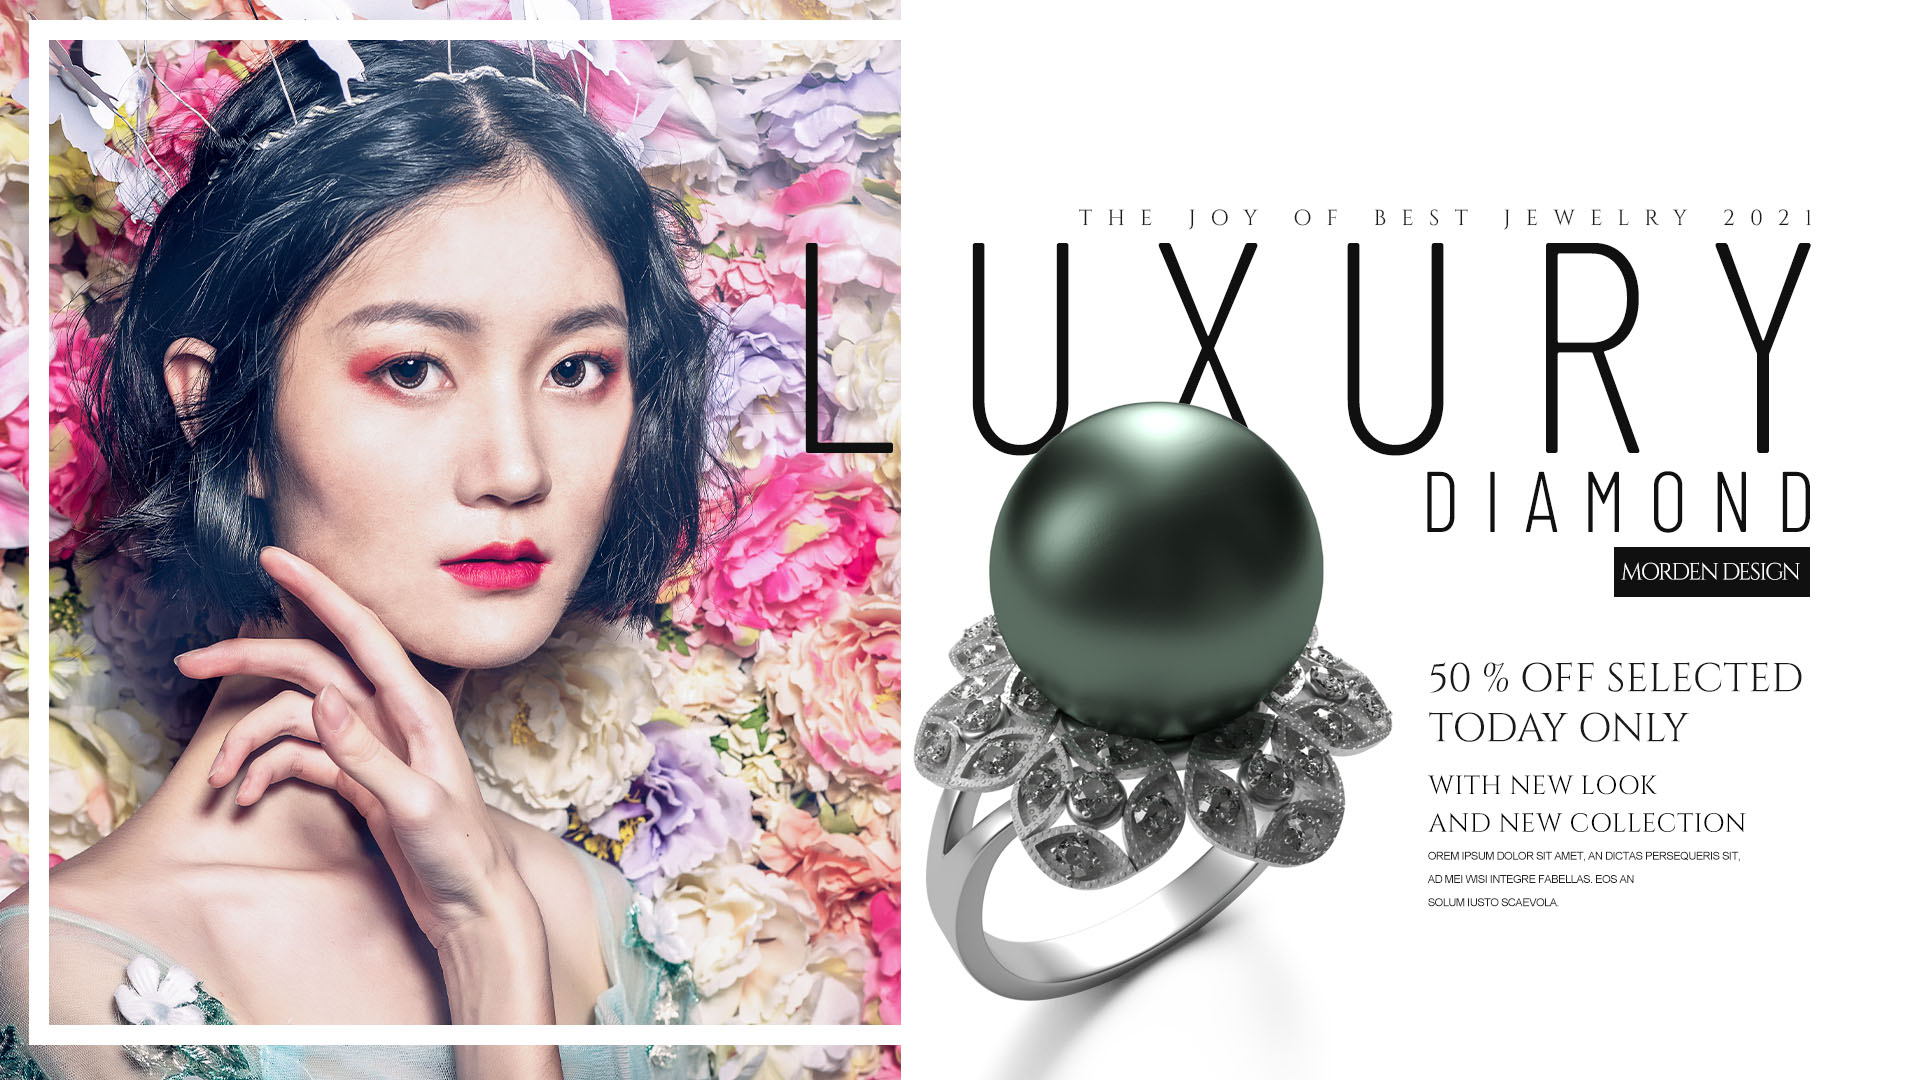 THE JOY OF BEST JEWELRY 2021
LUXURY
DIAMOND
MORDEN DESIGN
50 % OFF SELECTED
TODAY ONLY
WITH NEW LOOK
AND NEW COLLECTION
OREM IPSUM DOLOR SIT AMET, AN DICTAS PERSEQUERIS SIT,
AD MEI WISI INTEGRE FABELLAS. EOS AN
SOLUM IUSTO SCAEVOLA.